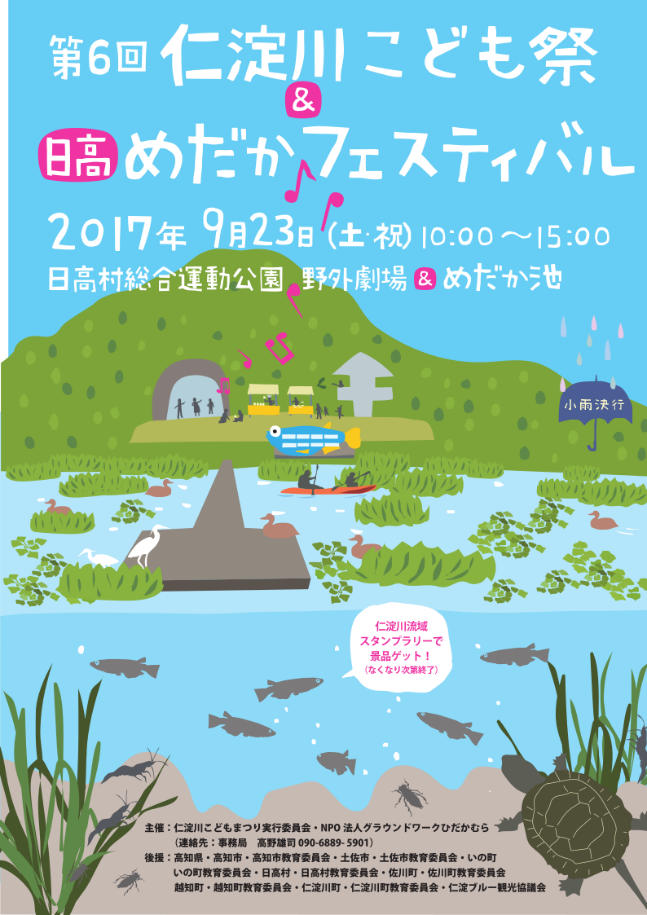 第6回 仁淀川こども祭
&
日高 めだかフェスティバル
2017年 9月23日(土・祝) 10:00〜15:00
日高村総合運動公園 野外劇場 & めだか池
小雨決行
仁淀川流域
スタンプラリーで
景品ゲット！
(なくなり次第終了)
主催：仁淀川こどもまつり実行委員会・NPO 法人グラウンドワークひだかむら
(連絡先：事務局　高野雄司 090-6889- 5901)
後援：高知県・高知市・高知市教育委員会・土佐市・土佐市教育委員会・いの町
いの町教育委員会・日高村・日高村教育委員会・佐川町・佐川町教育委員会
越知町・越知町教育委員会・仁淀川町・仁淀川町教育委員会・仁淀ブルー観光協議会